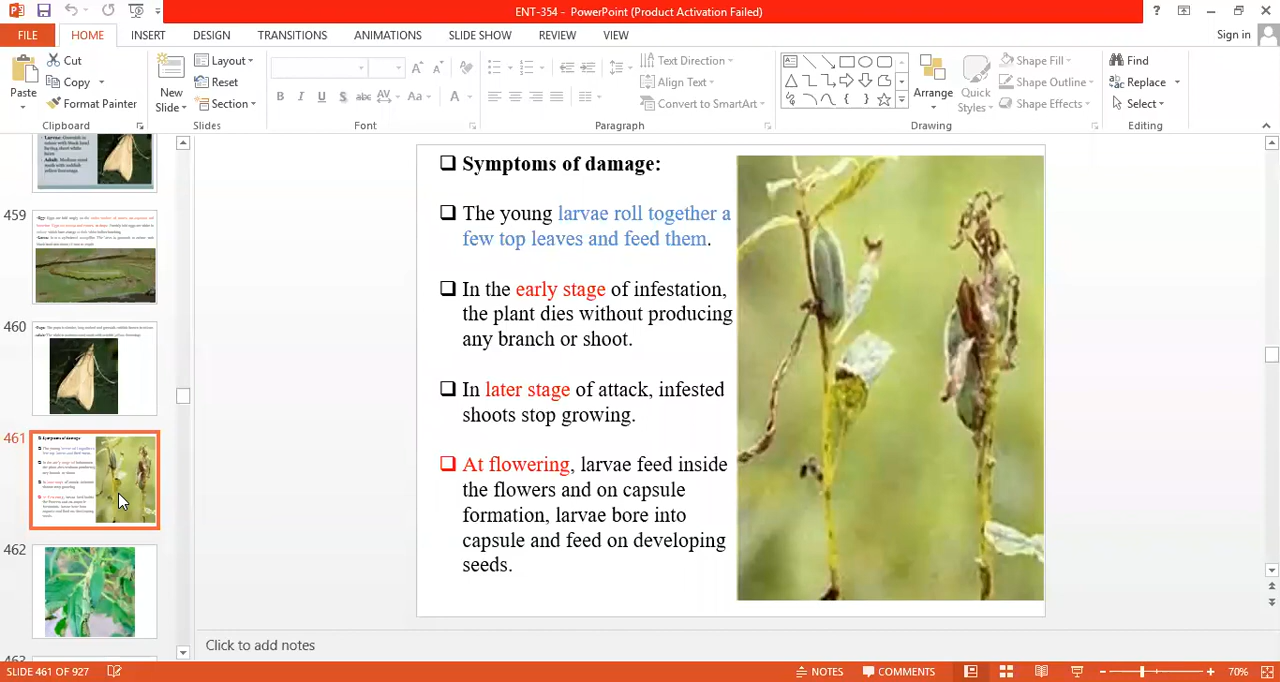 ENT-354 - PowerPoint (Product Activation Failed)
?
FILE HOME INSERT DESIGN TRANSITIONS ANIMATIONS SLIDE SHOW REVIEW VIEW Sign in
Paste Cut Copy Format Painter Clipboard
New Slide Layout Reset Section Slides
B I U S abc AV Aa A Font
Text Direction Align Text Convert to SmartArt Paragraph
Arrange Quick Styles Shape Fill Shape Outline Shape Effects Drawing
Find Replace Select Editing
459
460
461
Symptoms of damage:
462
Symptoms of damage:
The young larvae roll together a
few top leaves and feed them.
In the early stage of infestation,
the plant dies without producing
any branch or shoot.
In later stage of attack, infested
shoots stop growing.
At flowering, larvae feed inside
the flowers and on capsule
formation, larvae bore into
capsule and feed on developing
seeds.
Click to add notes
SLIDE 461 OF 927 NOTES COMMENTS 70%